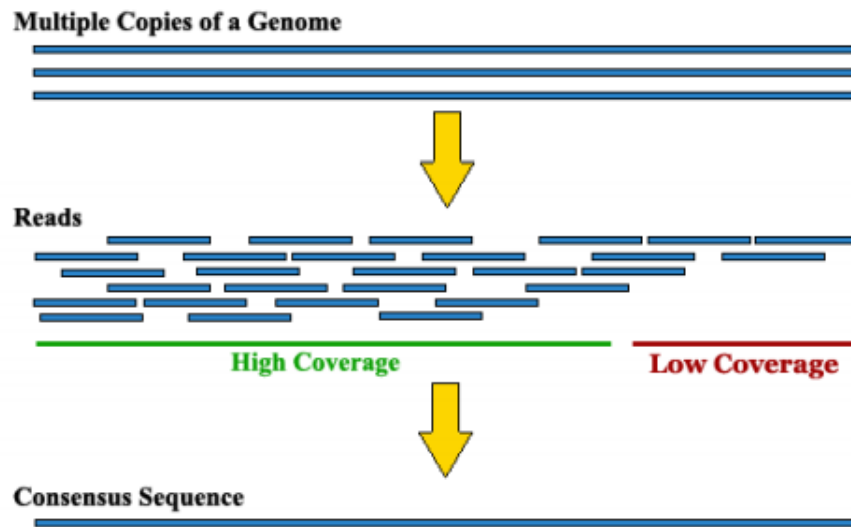 Multiple Copies of a Genome
Reads
High Coverage
Low Coverage
Consensus Sequence